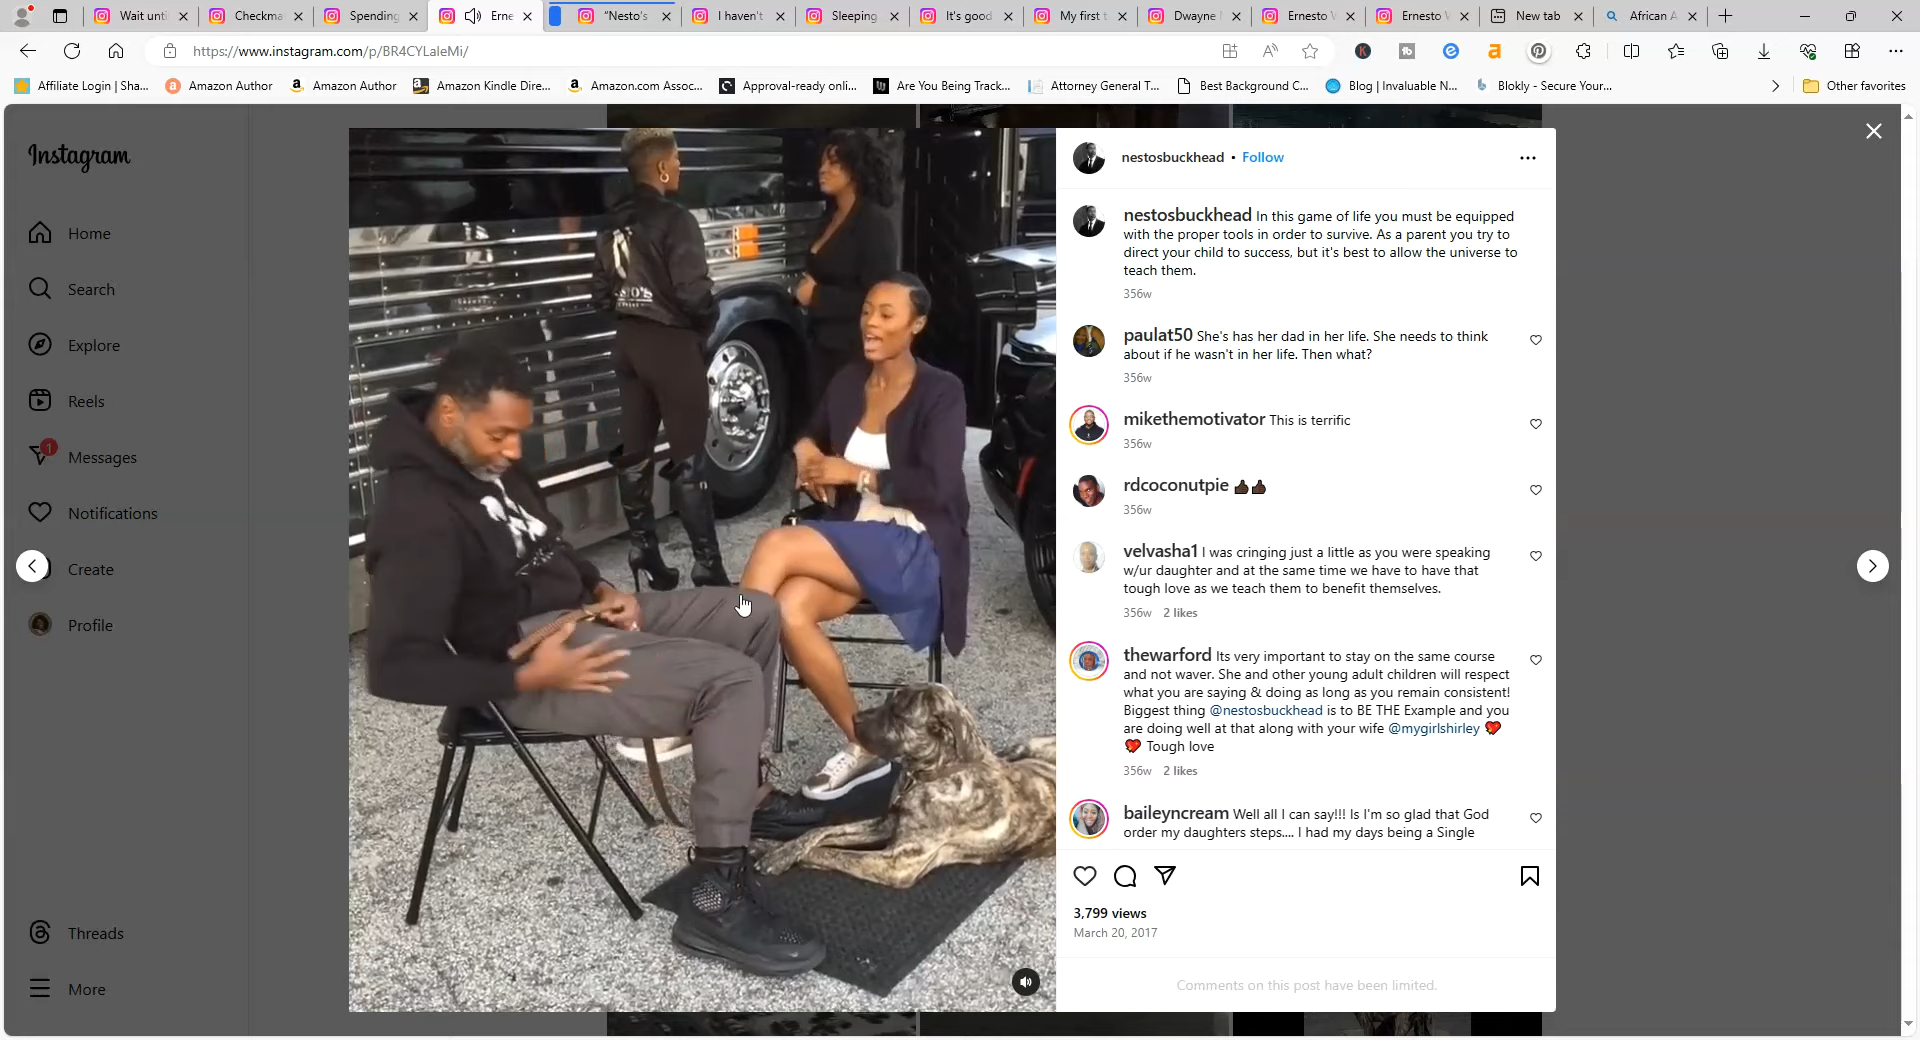 Wait unti
Checkma
Spending
Erne
"Nesto's
I haven't
Sleeping
It's good
My first t
Dwayne
Ernesto V
Ernesto V
New tab
African A
https://www.instagram.com/p/BR4CYLaleMi/
Affiliate Login | Sha...
Amazon Author
Amazon Author
Amazon Kindle Dire...
Amazon.com Assoc...
Approval-ready onli...
Are You Being Track...
Attorney General T...
Best Background C...
Blog | Invaluable N...
Blokly - Secure Your...
Other favorites
Instagram
Home
Search
Explore
Reels
1
Messages
Notifications
Create
Profile
Threads
More
nestosbuckhead • Follow
nestosbuckhead In this game of life you must be equipped
with the proper tools in order to survive. As a parent you try to
direct your child to success, but it's best to allow the universe to
teach them.
356w
paulat50 She's has her dad in her life. She needs to think
about if he wasn't in her life. Then what?
356w
mikethemotivator This is terrific
356w
rdcoconutpie 👍🏿👍🏿
356w
velvasha1 I was cringing just a little as you were speaking
w/ur daughter and at the same time we have to have that
tough love as we teach them to benefit themselves.
356w 2 likes
thewarford Its very important to stay on the same course
and not waver. She and other young adult children will respect
what you are saying & doing as long as you remain consistent!
Biggest thing @nestosbuckhead is to BE THE Example and you
are doing well at that along with your wife @mygirlshirley 💘
💘 Tough love
356w 2 likes
baileyncream Well all I can say!!! Is I'm so glad that God
order my daughters steps.... I had my days being a Single
3,799 views
March 20, 2017
Comments on this post have been limited.